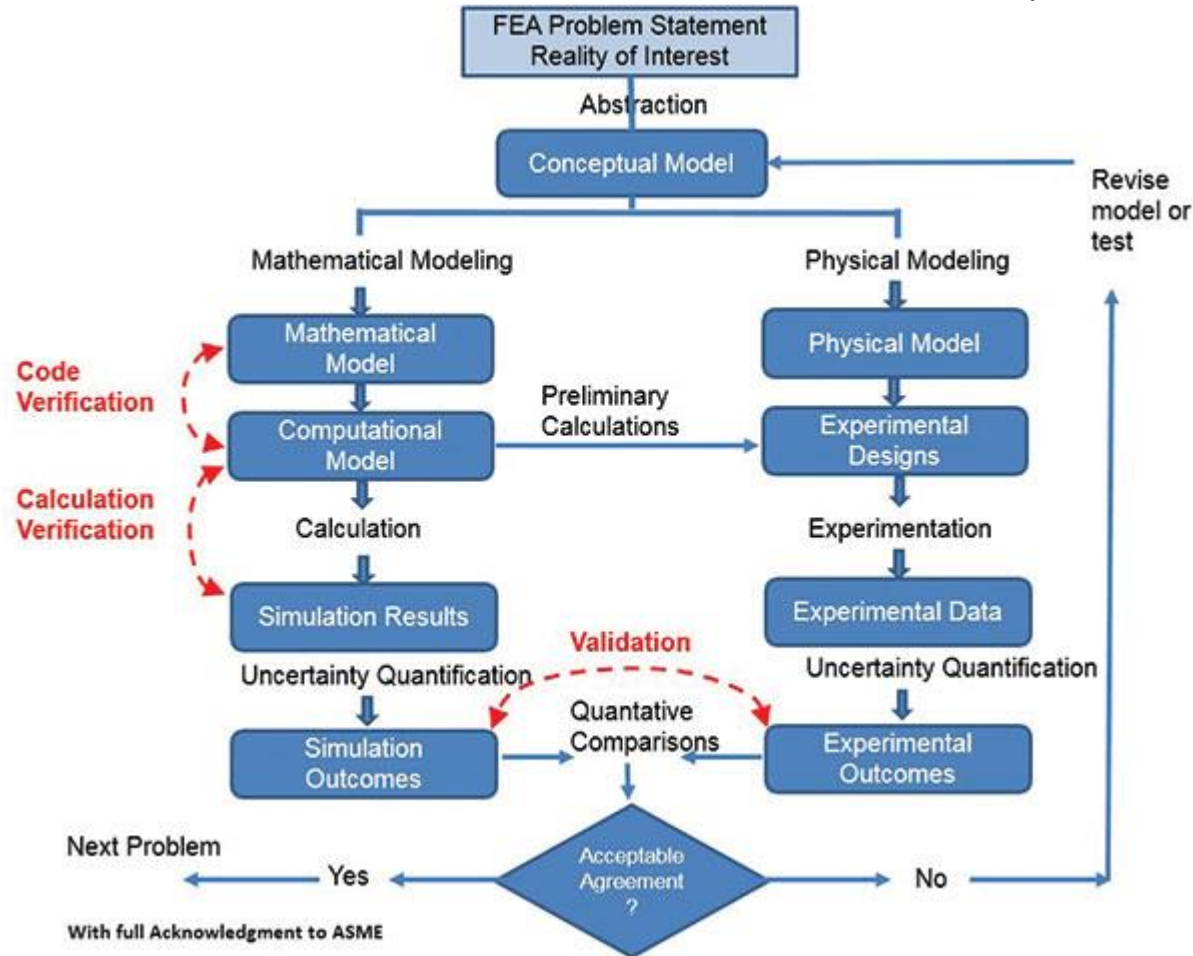 FEA Problem Statement
Reality of Interest
Abstraction
Conceptual Model
Revise
model or
test
Mathematical Modeling
Physical Modeling
Mathematical
Model
Physical Model
Code
Verification
Preliminary
Calculations
Computational
Model
Experimental
Designs
Calculation
Verification
Calculation
Experimentation
Simulation Results
Experimental Data
Validation
Uncertainty Quantification
Uncertainty Quantification
Quantative
Comparisons
Simulation
Outcomes
Experimental
Outcomes
Next Problem
Yes
Acceptable
Agreement
?
No
With full Acknowledgment to ASME